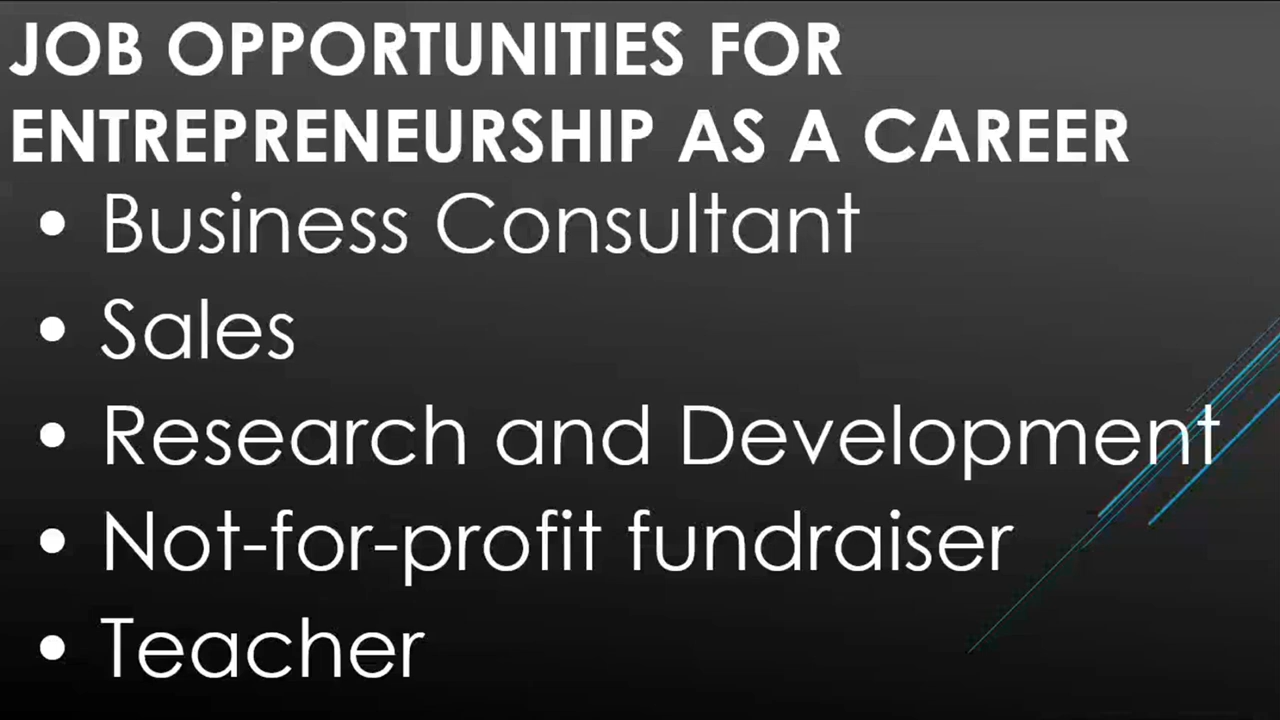 JOB OPPORTUNITIES FOR
ENTREPRENEURSHIP AS A CAREER
• Business Consultant
• Sales
• Research and Development
• Not-for-profit fundraiser
• Teacher